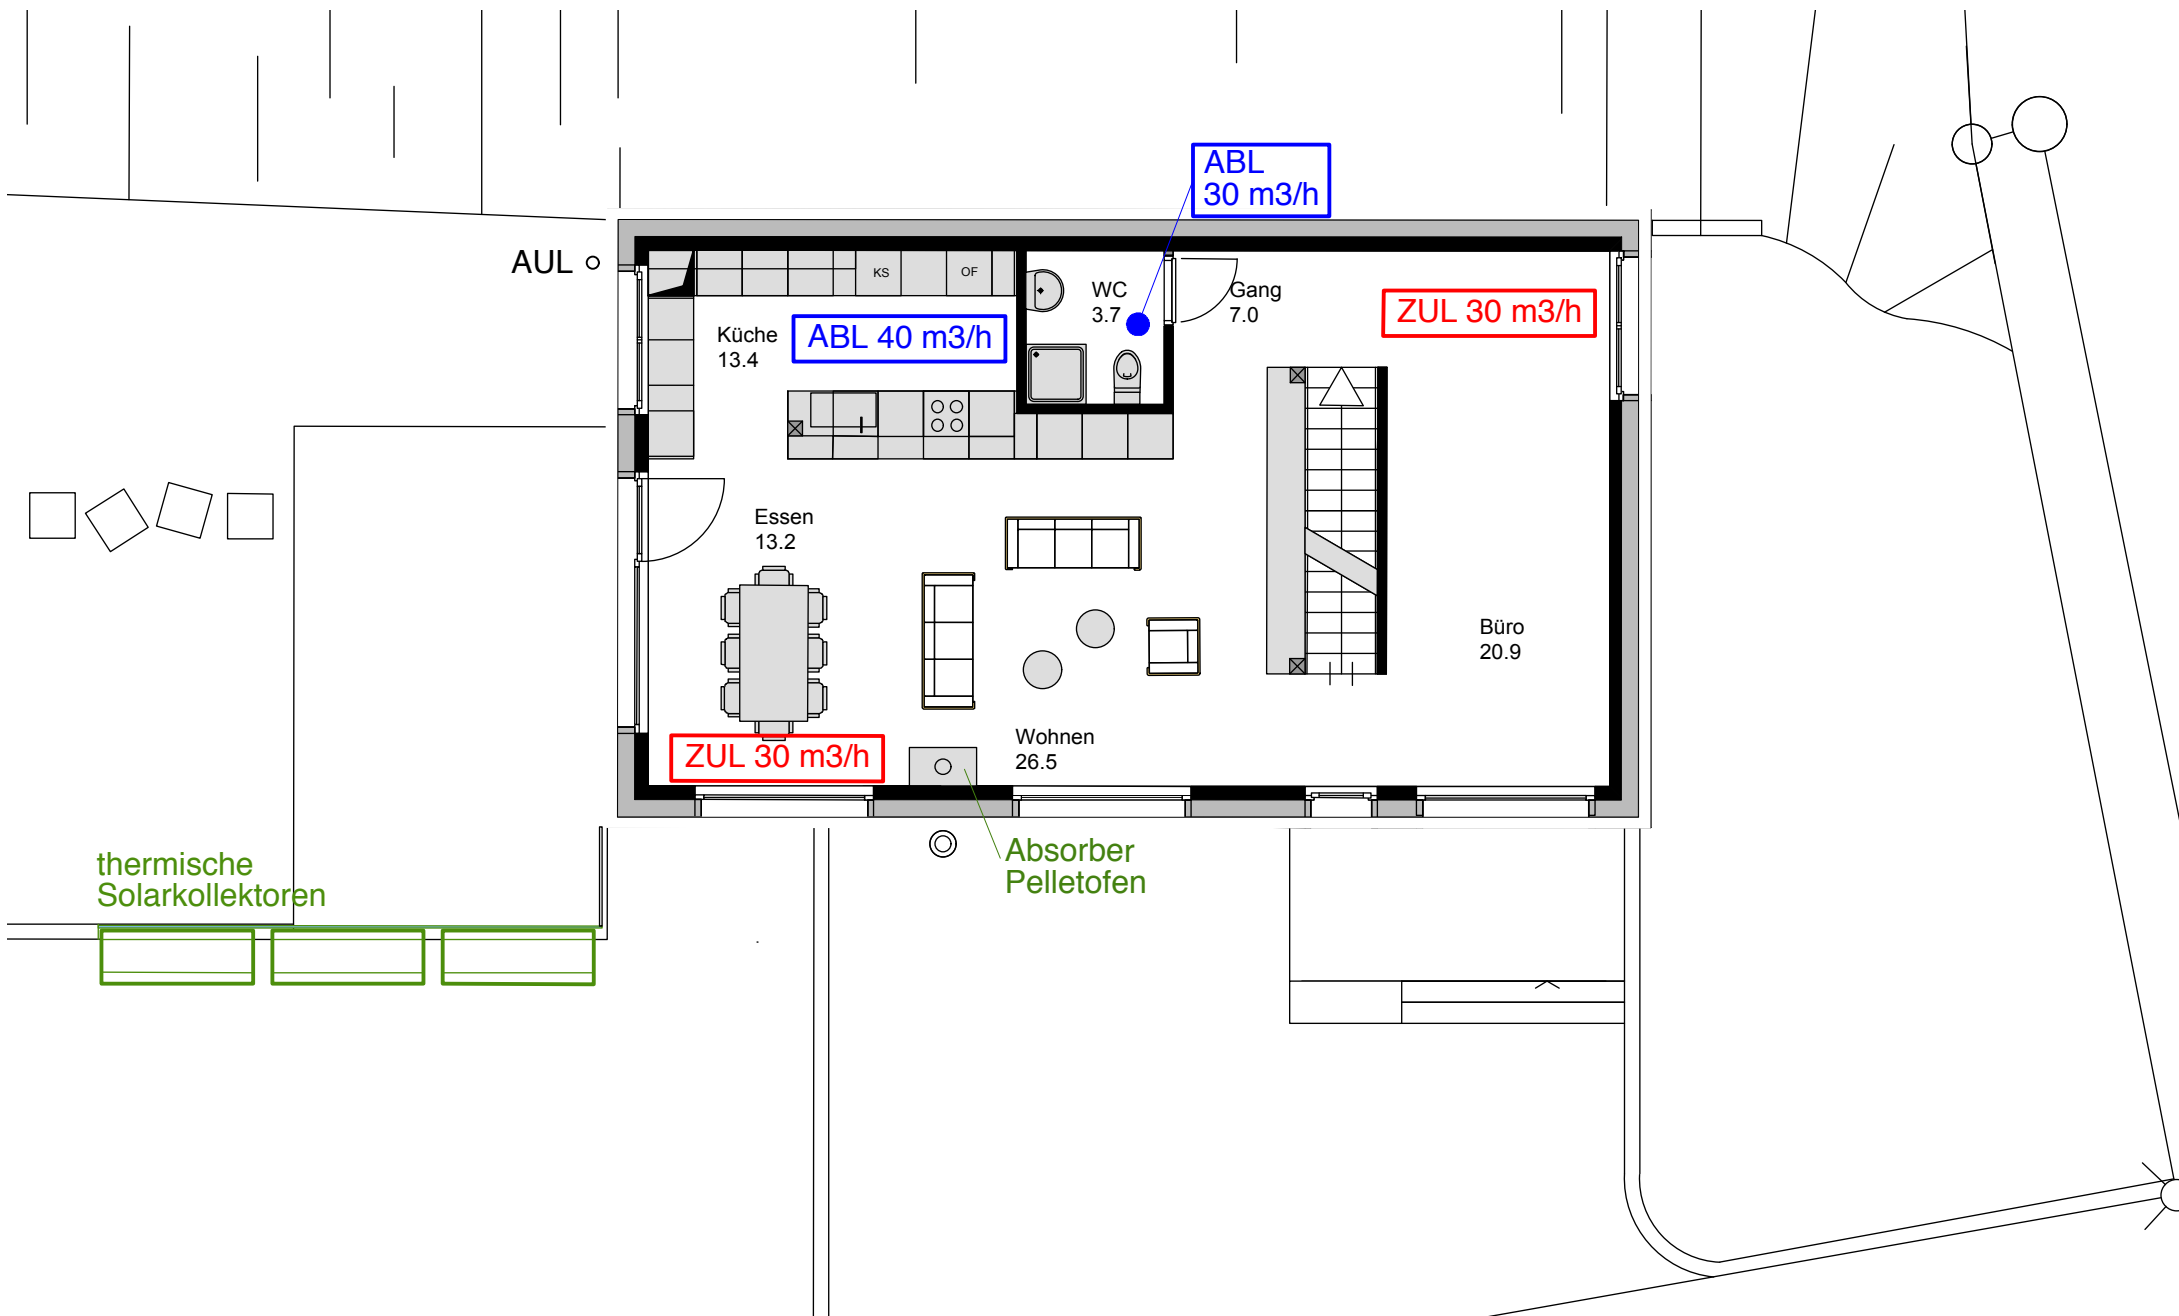 ABL
30 m3/h
AUL
KS
OF
WC
3.7
Gang
7.0
ZUL 30 m3/h
Küche
13.4
ABL 40 m3/h
Essen
13.2
Büro
20.9
Wohnen
26.5
ZUL 30 m3/h
Absorber
Pelletofen
thermische
Solarkollektoren